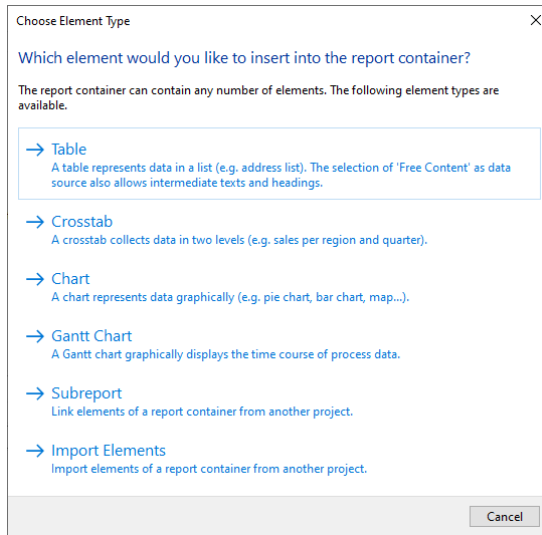 Choose Element Type
Which element would you like to insert into the report container?
The report container can contain any number of elements. The following element types are
available.
Table
A table represents data in a list (e.g. address list). The selection of 'Free Content' as data
source also allows intermediate texts and headings.
Crosstab
A crosstab collects data in two levels (e.g. sales per region and quarter).
Chart
A chart represents data graphically (e.g. pie chart, bar chart, map...).
Gantt Chart
A Gantt chart graphically displays the time course of process data.
Subreport
Link elements of a report container from another project.
Import Elements
Import elements of a report container from another project.
Cancel